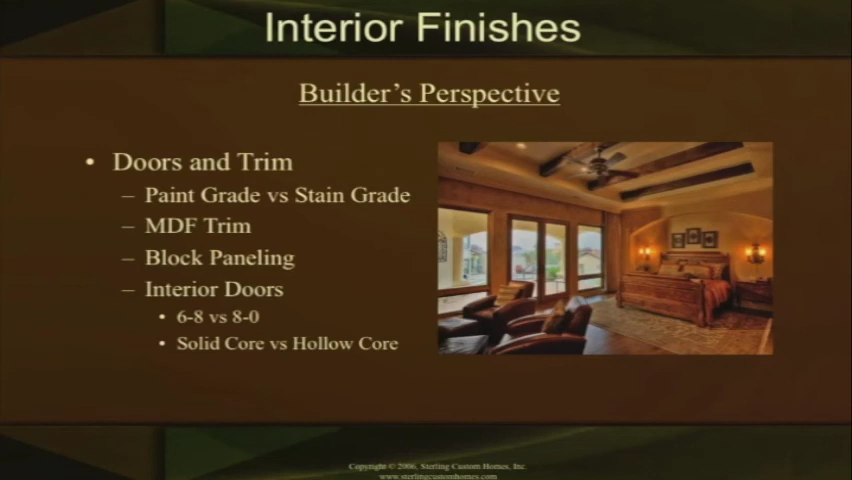 Interior Finishes
Builder's Perspective
• Doors and Trim
– Paint Grade vs Stain Grade
– MDF Trim
– Block Paneling
– Interior Doors
• 6-8 vs 8-0
• Solid Core vs Hollow Core
Copyright © 2006, Sterling Custom Homes, Inc.
www.sterlingcustomhomes.com